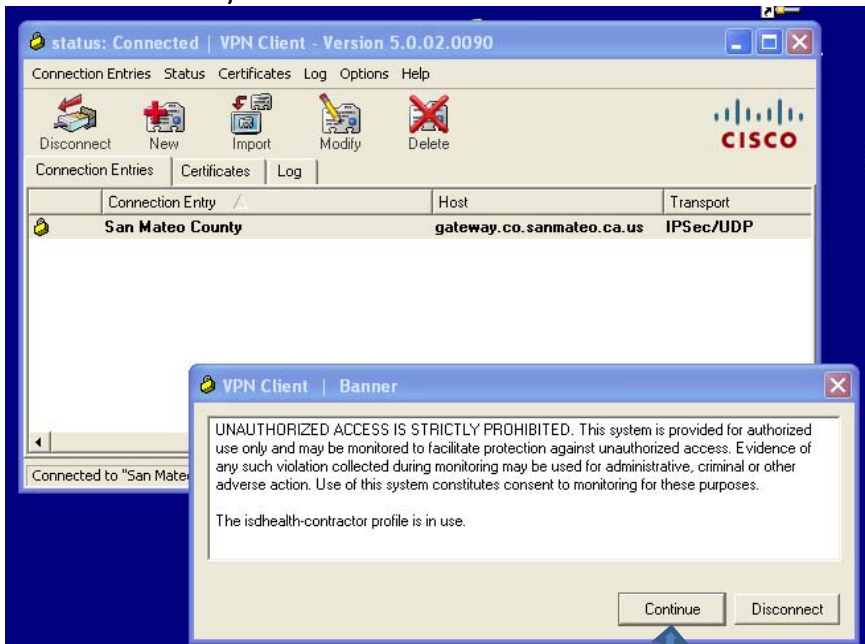 status: Connected | VPN Client - Version 5.0.02.0090
Connection Entries Status Certificates Log Options Help
Disconnect New Import Modify Delete
CISCO
Connection Entries Certificates Log
Connection Entry Host Transport
San Mateo County gateway.co.sanmateo.ca.us IPSec/UDP
VPN Client | Banner
UNAUTHORIZED ACCESS IS STRICTLY PROHIBITED. This system is provided for authorized
use only and may be monitored to facilitate protection against unauthorized access. Evidence of
any such violation collected during monitoring may be used for administrative, criminal or other
adverse action. Use of this system constitutes consent to monitoring for these purposes.
The isdhealth-contractor profile is in use.
Connected to "San Mate
Continue Disconnect